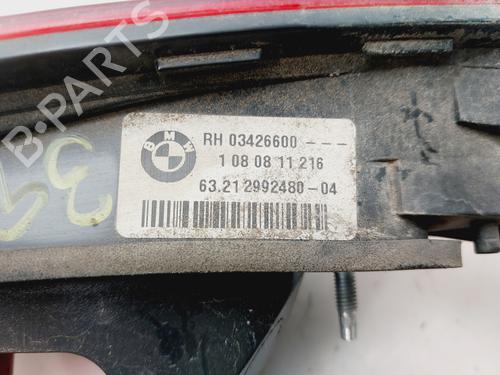 BMW
RH 03426600 - - -
1 08 08 11 216
63.21 2992480-04
B-PARTS